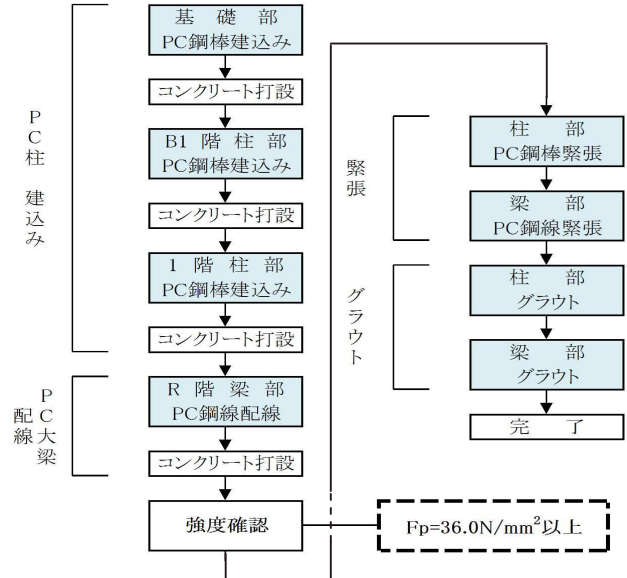 PC柱 建込み
基 礎 部
PC鋼棒建込み
コンクリート打設
B1 階 柱 部
PC鋼棒建込み
コンクリート打設
1 階 柱 部
PC鋼棒建込み
コンクリート打設
PC大梁
配線
R 階 梁 部
PC鋼線配線
コンクリート打設
強度確認
Fp=36.0N/mm²以上
緊張
柱 部
PC鋼棒緊張
梁 部
PC鋼線緊張
グラウト
柱 部
グラウト
梁 部
グラウト
完 了